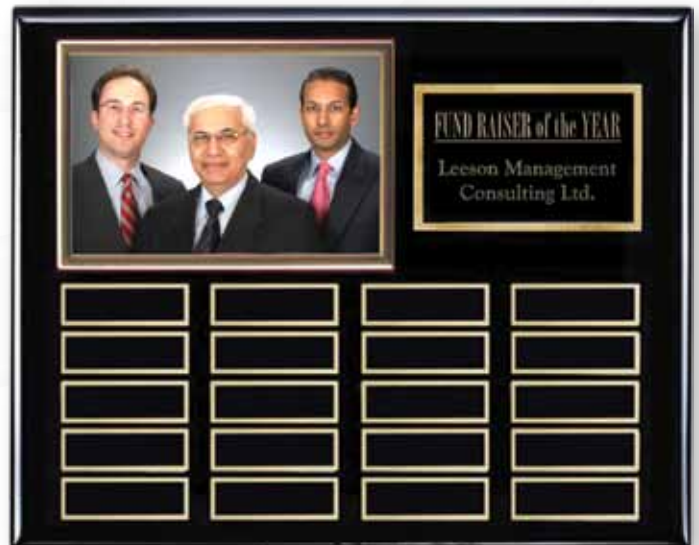 FUND RAISER of the YEAR
Leeson Management
Consulting Ltd.